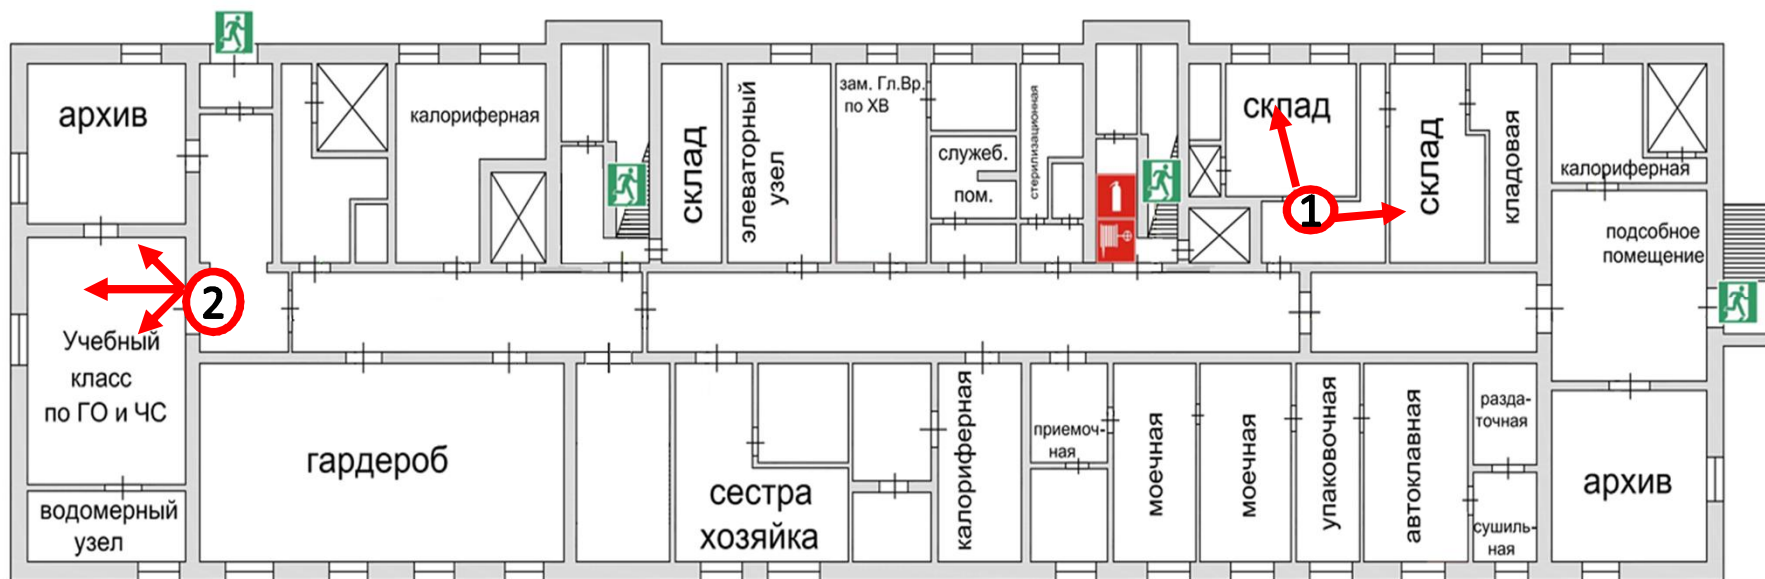 архив
калориферная
склад
элеваторный
узел
зам. Гл.Вр.
по ХВ
служеб.
пом.
стерилизационная
склад
склад
кладовая
калориферная
1
подсобное
помещение
2
Учебный
класс
по ГО и ЧС
водомерный
узел
гардероб
сестра
хозяйка
калориферная
приемоч-
ная
моечная
моечная
упаковочная
автоклавная
разда-
точная
сушиль-
ная
архив